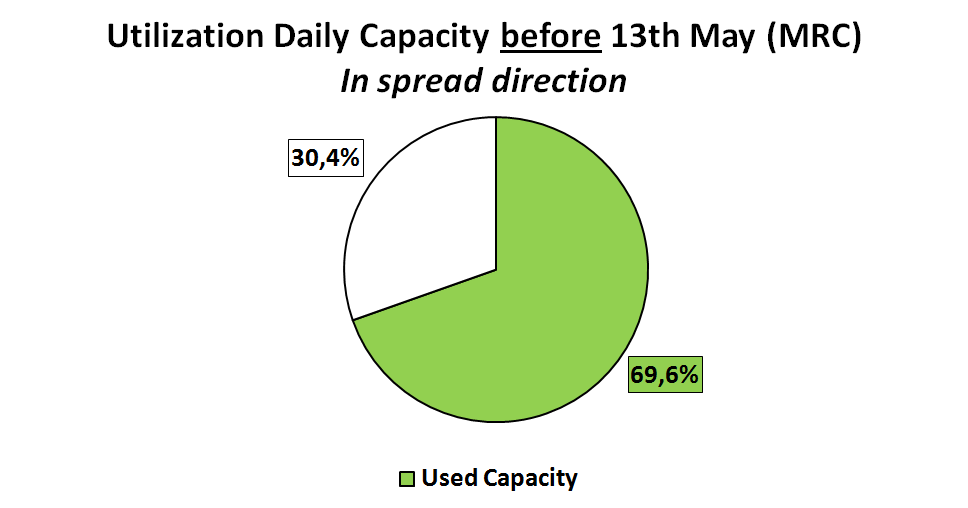 Utilization Daily Capacity before 13th May (MRC)
In spread direction
30,4%
69,6%
Used Capacity